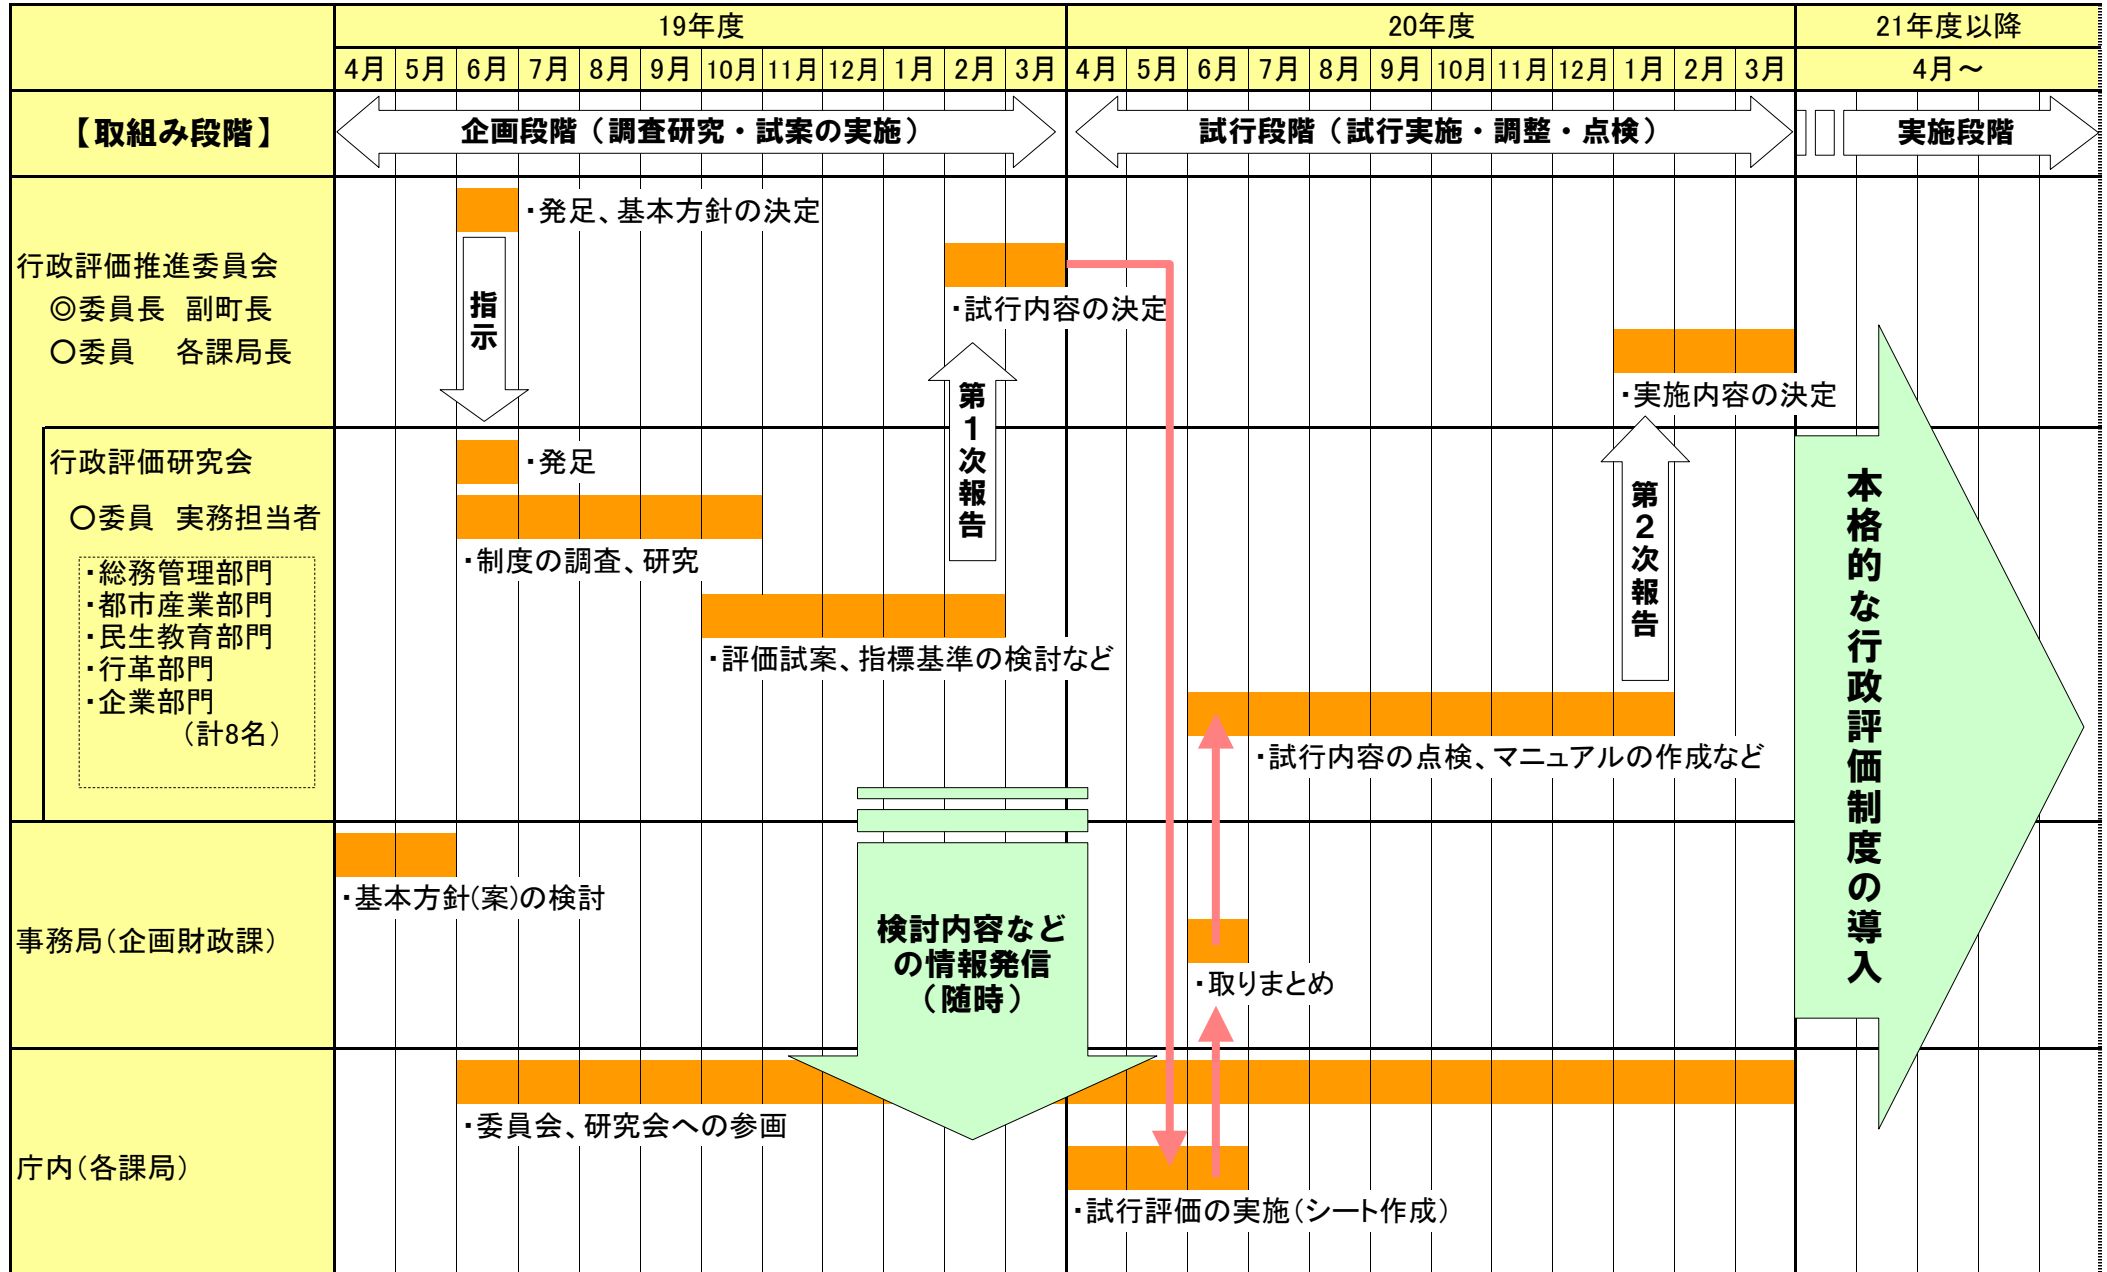 19年度
20年度
21年度以降
4月
5月
6月
7月
8月
9月
10月
11月
12月
1月
2月
3月
4月
5月
6月
7月
8月
9月
10月
11月
12月
1月
2月
3月
4月～
【取組み段階】
企画段階（調査研究・試案の実施）
試行段階（試行実施・調整・点検）
実施段階
行政評価推進委員会
◎委員長　副町長
○委員　各課局長
・発足、基本方針の決定
指示
・試行内容の決定
第1次報告
・実施内容の決定
第2次報告
行政評価研究会
○委員　実務担当者
・総務管理部門
・都市産業部門
・民生教育部門
・行革部門
・企業部門
（計8名）
・発足
・制度の調査、研究
・評価試案、指標基準の検討など
・試行内容の点検、マニュアルの作成など
本格的な行政評価制度の導入
事務局（企画財政課）
・基本方針(案)の検討
検討内容など
の情報発信
（随時）
・取りまとめ
庁内（各課局）
・委員会、研究会への参画
・試行評価の実施（シート作成）